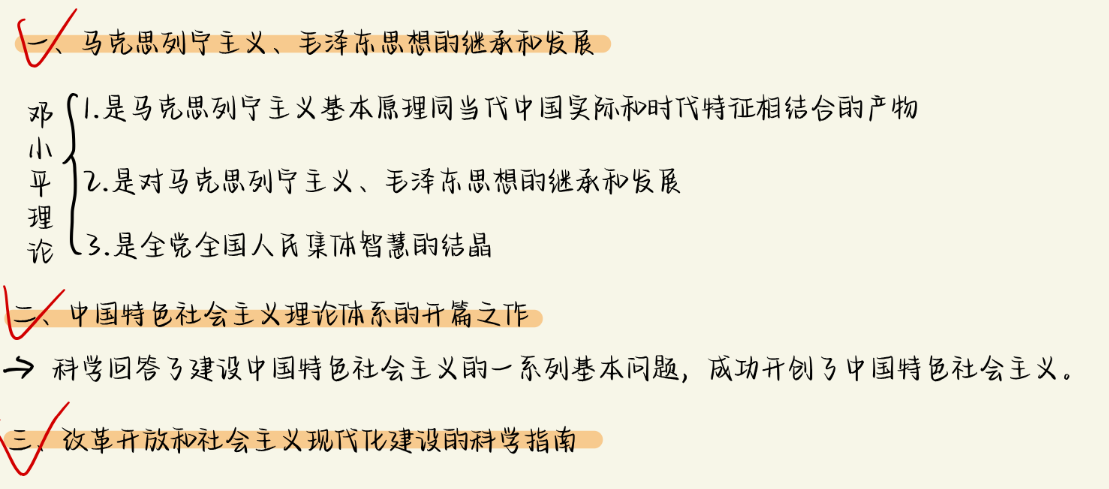 一、马克思列宁主义、毛泽东思想的继承和发展
邓小平理论
1.是马克思列宁主义基本原理同当代中国实际和时代特征相结合的产物
2.是对马克思列宁主义、毛泽东思想的继承和发展
3.是全党全国人民集体智慧的结晶
二、中国特色社会主义理论体系的开篇之作
→ 科学回答了建设中国特色社会主义的一系列基本问题，成功开创了中国特色社会主义。
三、改革开放和社会主义现代化建设的科学指南